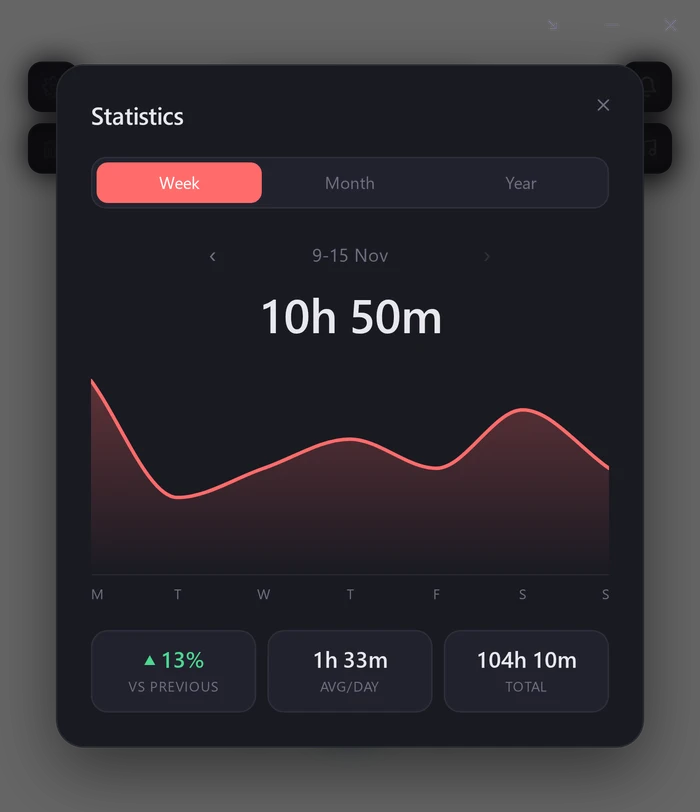 Statistics
Week Month Year
‹ 9-15 Nov ›
10h 50m
M T W T F S S
▲ 13% 1h 33m 104h 10m
VS PREVIOUS AVG/DAY TOTAL